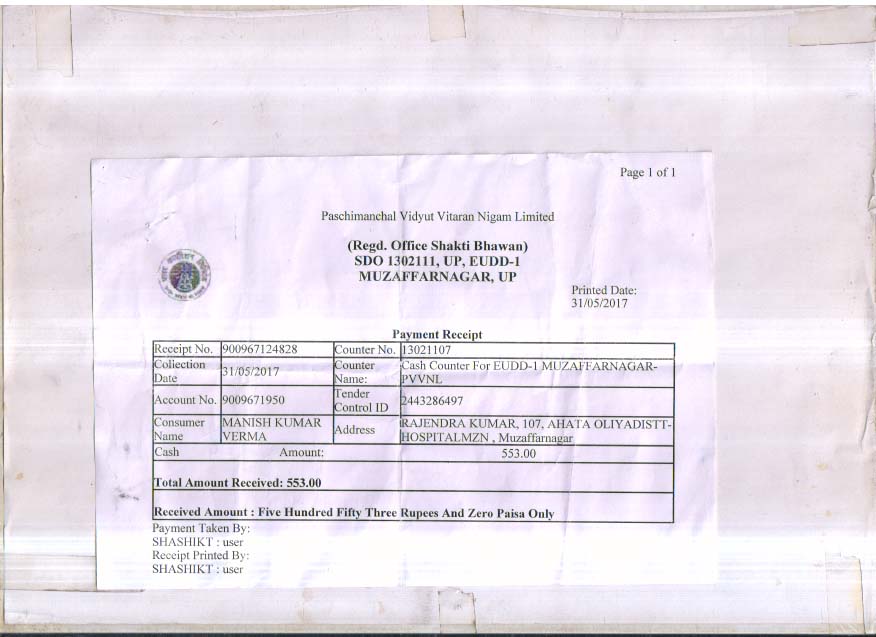 Page 1 of 1
Paschimanchal Vidyut Vitaran Nigam Limited
(Regd. Office Shakti Bhawan)
SDO 1302111, UP, EUDD-1
MUZAFFARNAGAR, UP
Printed Date:
31/05/2017
Payment Receipt
Receipt No. 900967124828 Counter No. 13021107
Collection Date 31/05/2017 Counter Name: Cash Counter For EUDD-1 MUZAFFARNAGAR-
PVVNL
Account No. 9009671950 Tender Control ID 2443286497
Consumer Name MANISH KUMAR VERMA Address RAJENDRA KUMAR, 107, AHATA OLIYADISTT-
HOSPITALMZN , Muzaffarnagar
Cash Amount: 553.00
Total Amount Received: 553.00
Received Amount : Five Hundred Fifty Three Rupees And Zero Paisa Only
Payment Taken By:
SHASHIKT : user
Receipt Printed By:
SHASHIKT : user